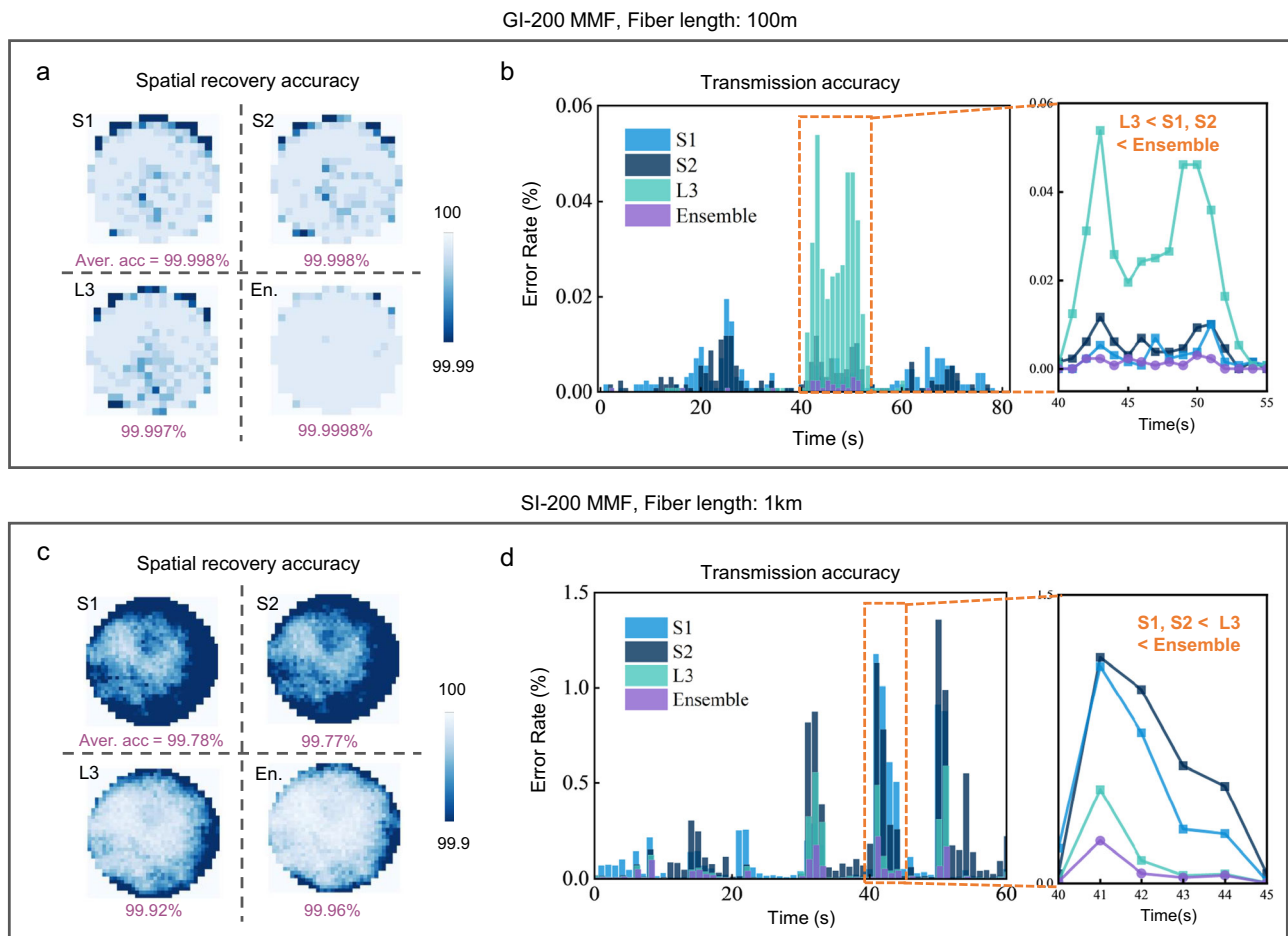 GI-200 MMF, Fiber length: 100m
a
Spatial recovery accuracy
S1
S2
Aver. acc = 99.998%
99.998%
L3
En.
99.997%
99.9998%
100
99.99
b
Transmission accuracy
Error Rate (%)
0.06
0.04
0.02
0.00
S1
S2
L3
Ensemble
0
20
40
60
80
Time (s)
L3 < S1, S2
< Ensemble
0.06
0.04
0.02
0.00
40
45
50
55
Time(s)
SI-200 MMF, Fiber length: 1km
c
Spatial recovery accuracy
S1
S2
Aver. acc = 99.78%
99.77%
L3
En.
99.92%
99.96%
100
99.9
d
Transmission accuracy
Error Rate (%)
1.5
1.0
0.5
0.0
S1
S2
L3
Ensemble
0
20
40
60
Time (s)
S1, S2 < L3
< Ensemble
1.5
0.0
40
41
42
43
44
45
Time(s)